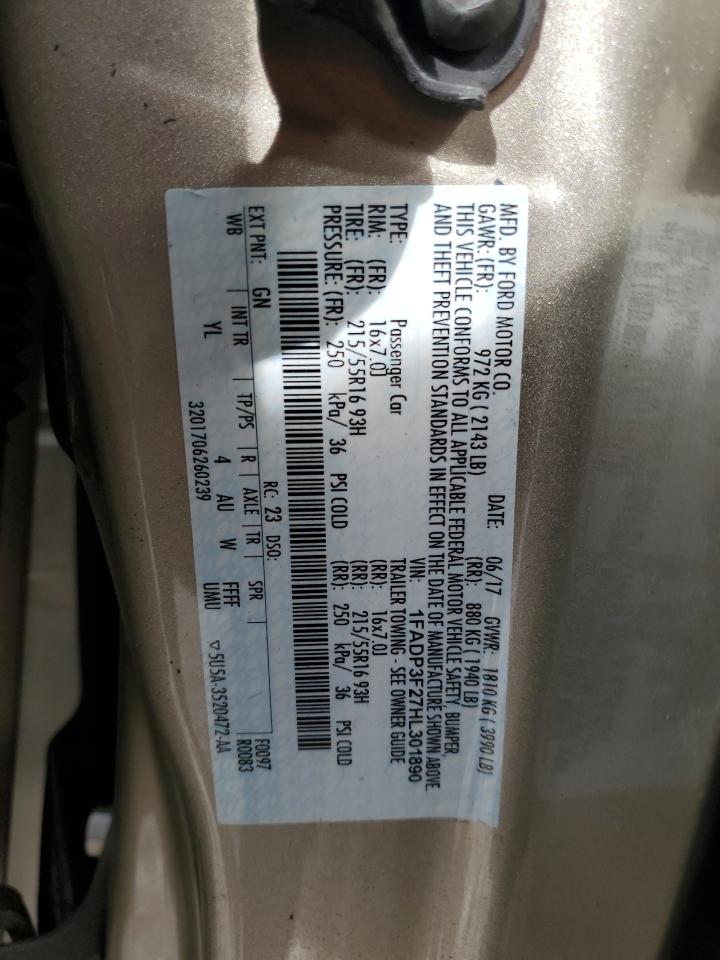 MFD. BY FORD MOTOR CO.
DATE: 06/17 GVWR: 1810 KG ( 3990 LB)
GAWR: (FR): 972 KG ( 2143 LB) (RR): 880 KG ( 1940 LB)
THIS VEHICLE CONFORMS TO ALL APPLICABLE FEDERAL MOTOR VEHICLE SAFETY, BUMPER,
AND THEFT PREVENTION STANDARDS IN EFFECT ON THE DATE OF MANUFACTURE SHOWN ABOVE.
VIN: 1FADP3F27HL301890
TYPE: Passenger Car TRAILER TOWING - SEE OWNER GUIDE
RIM: (FR): 16x7.0J (RR): 16x7.0J
TIRE: (FR): 215/55R16 93H (RR): 215/55R16 93H
PRESSURE: (FR): 250 kPa/ 36 PSI COLD (RR): 250 kPa/ 36 PSI COLD
RC: 23 DSO:
EXT PNT: GN F0097
WB INT TR TP/PS R AXLE TR SPR R0083
YL 4 AU W FFFF
UMU
3201706260239 ▽5U5A-3520472-AA